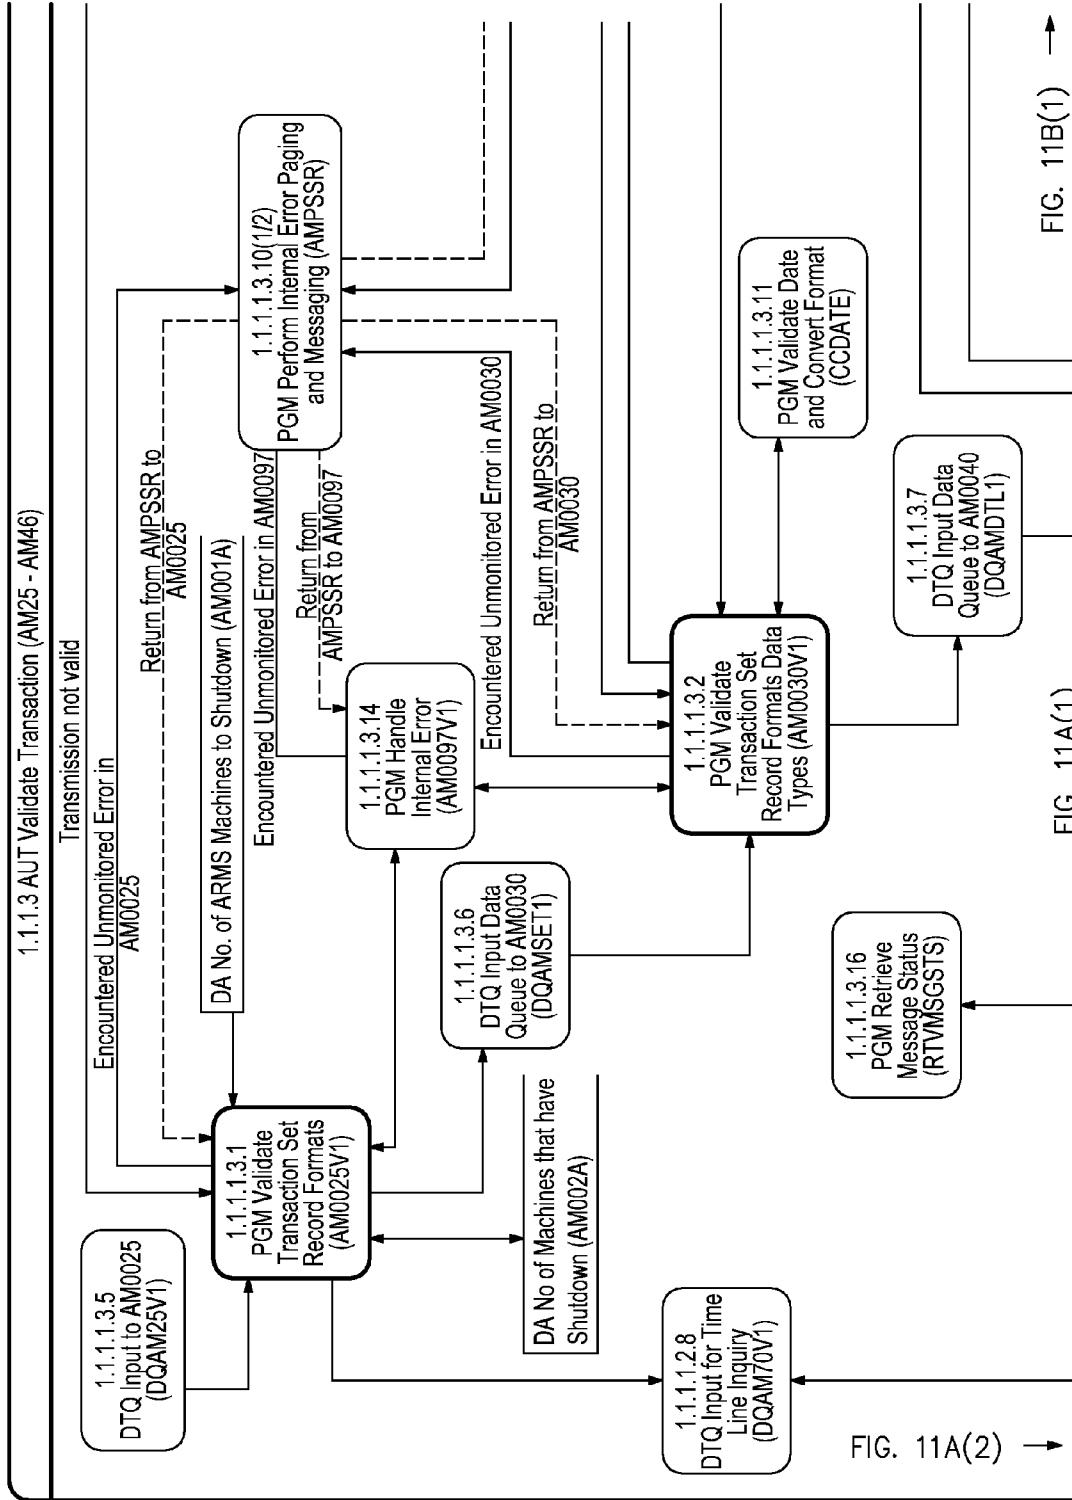 1.1.1.3 AUT Validate Transaction (AM25 - AM46)
Transmission not valid
Encountered Unmonitored Error in
AM0025
Return from AMPSSR to
AM0025
DA No. of ARMS Machines to Shutdown (AM001A)
Encountered Unmonitored Error in AM0097
Return from
AMPSSR to AM0097
1.1.1.1.3.10(1/2)
PGM Perform Internal Error Paging
and Messaging (AMPSSR)
1.1.1.1.3.5
DTQ Input to AM0025
(DQAM25V1)
1.1.1.1.3.1
PGM Validate
Transaction Set
Record Formats
(AM0025V1)
1.1.1.1.3.14
PGM Handle
Internal Error
(AM0097V1)
Encountered Unmonitored Error in AM0030
Return from AMPSSR to
AM0030
1.1.1.1.3.6
DTQ Input Data
Queue to AM0030
(DQAMSET1)
DA No of Machines that have
Shutdown (AM002A)
1.1.1.1.2.8
DTQ Input for Time
Line Inquiry
(DQAM70V1)
1.1.1.1.3.2
PGM Validate
Transaction Set
Record Formats Data
Types (AM0030V1)
1.1.1.1.3.11
PGM Validate Date
and Convert Format
(CCDATE)
1.1.1.1.3.16
PGM Retrieve
Message Status
(RTVMSGSTS)
1.1.1.1.3.7
DTQ Input Data
Queue to AM0040
(DQAMDTL1)
FIG. 11A(2)
FIG. 11A(1)
FIG. 11B(1)